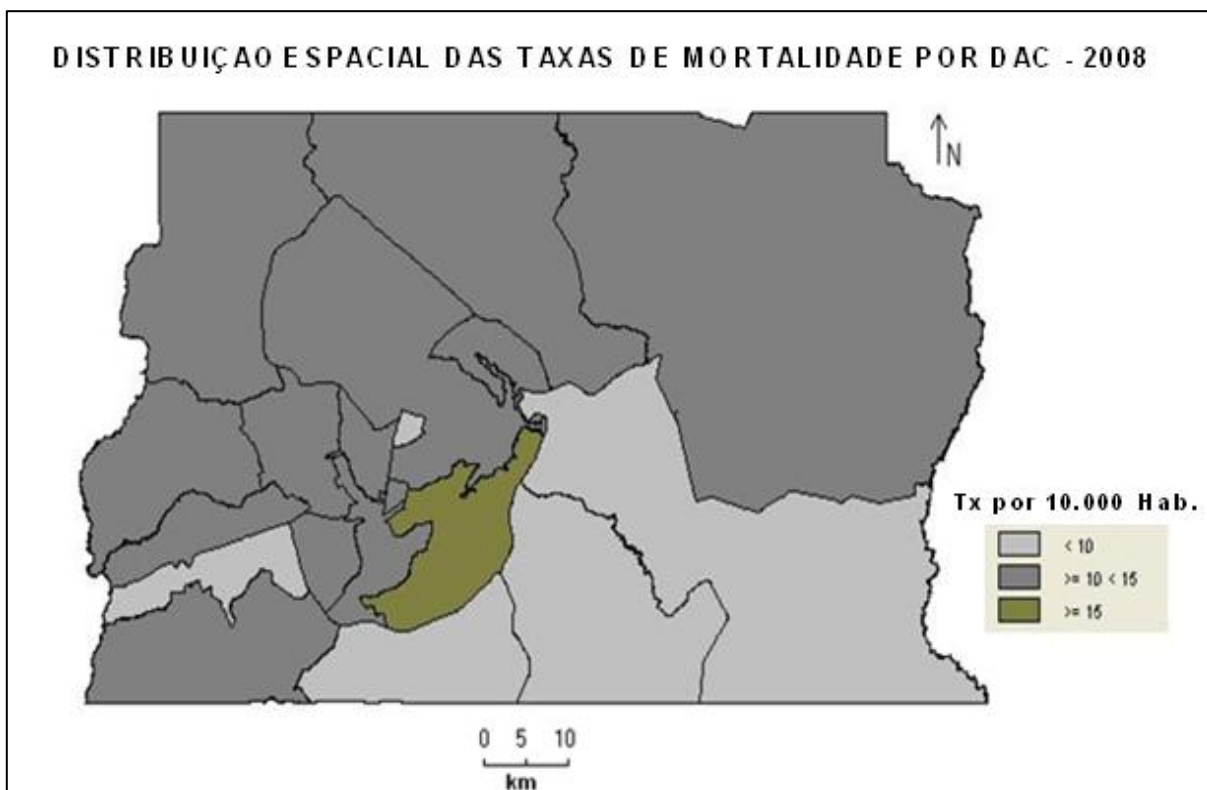 DISTRIBUIÇAO ESPACIAL DAS TAXAS DE MORTALIDADE POR DAC - 2008
N
Tx por 10.000 Hab.
< 10
>= 10 < 15
>= 15
0 5 10
km